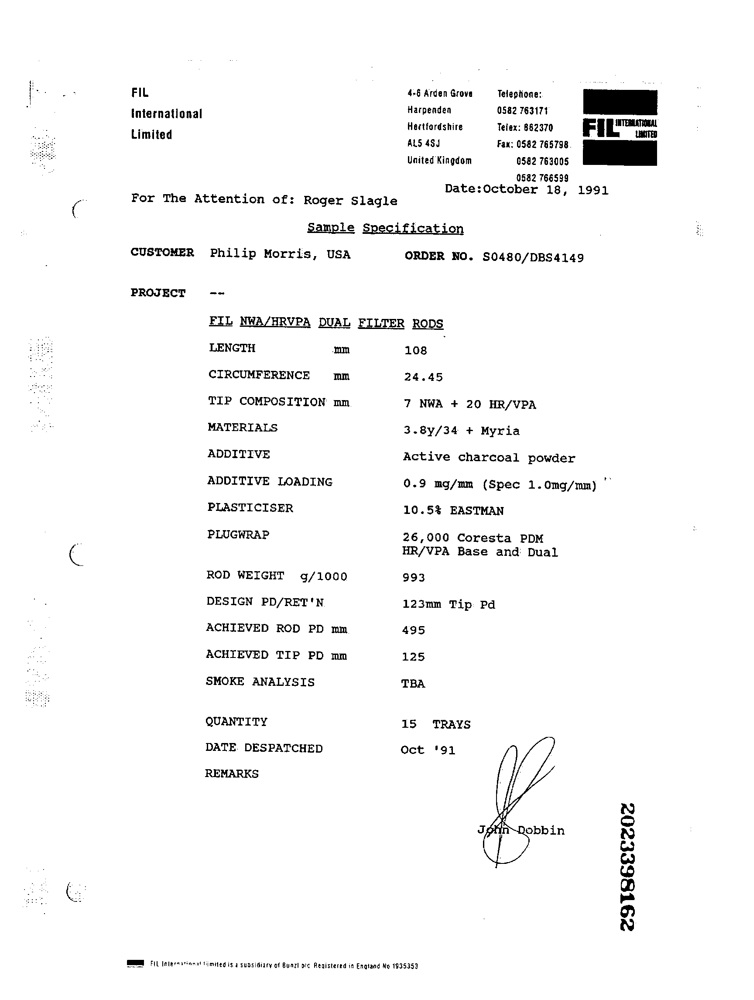 FIL
International
Limited
4-6 Arden Grove
Harpenden
Hertfordshire
AL5 4SJ
United Kingdom
Telephone:
0582 763171
Telex: 862370
Fax: 0582 765798
0582 763005
0582 766599
FIL INTERNATIONAL LIMITED
Date:October 18, 1991
For The Attention of: Roger Slagle
Sample Specification
CUSTOMER Philip Morris, USA ORDER NO. S0480/DBS4149
PROJECT --
FIL NWA/HRVPA DUAL FILTER RODS
LENGTH mm 108
CIRCUMFERENCE mm 24.45
TIP COMPOSITION mm 7 NWA + 20 HR/VPA
MATERIALS 3.8y/34 + Myria
ADDITIVE Active charcoal powder
ADDITIVE LOADING 0.9 mg/mm (Spec 1.0mg/mm)
PLASTICISER 10.5% EASTMAN
PLUGWRAP 26,000 Coresta PDM
HR/VPA Base and Dual
ROD WEIGHT g/1000 993
DESIGN PD/RET'N 123mm Tip Pd
ACHIEVED ROD PD mm 495
ACHIEVED TIP PD mm 125
SMOKE ANALYSIS TBA
QUANTITY 15 TRAYS
DATE DESPATCHED Oct '91
REMARKS
John Dobbin
2023398162
FIL International Limited is a subsidiary of Bunzl plc. Registered in England No 1935353